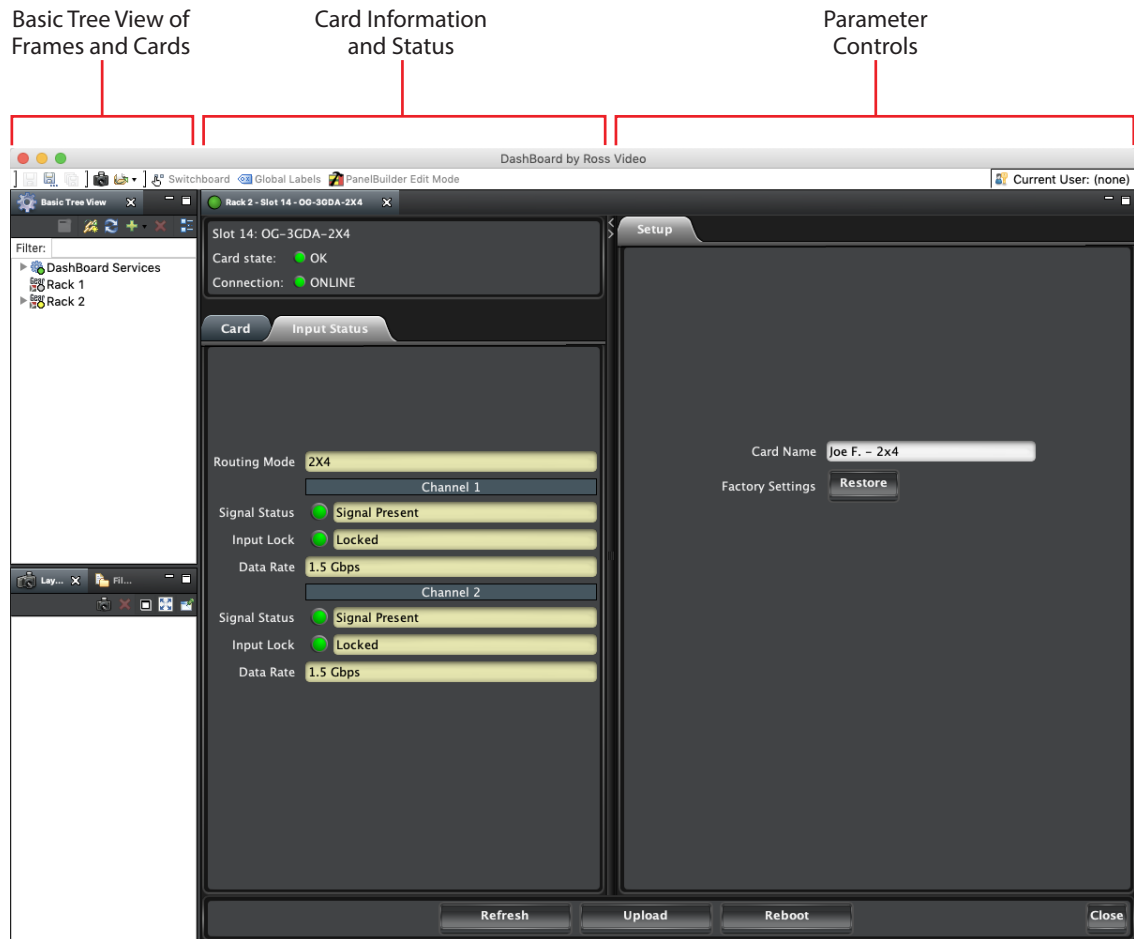 Basic Tree View of
Frames and Cards
Card Information
and Status
Parameter
Controls
DashBoard by Ross Video
Switchboard
Global Labels
PanelBuilder Edit Mode
Current User: (none)
Basic Tree View
Rack 2 - Slot 14 - OG-3GDA-2X4
Filter:
DashBoard Services
Rack 1
Rack 2
Lay...
Fil...
Slot 14: OG-3GDA-2X4
Card state: OK
Connection: ONLINE
Card
Input Status
Routing Mode 2X4
Channel 1
Signal Status Signal Present
Input Lock Locked
Data Rate 1.5 Gbps
Channel 2
Signal Status Signal Present
Input Lock Locked
Data Rate 1.5 Gbps
Setup
Card Name Joe F. - 2x4
Factory Settings Restore
Refresh
Upload
Reboot
Close